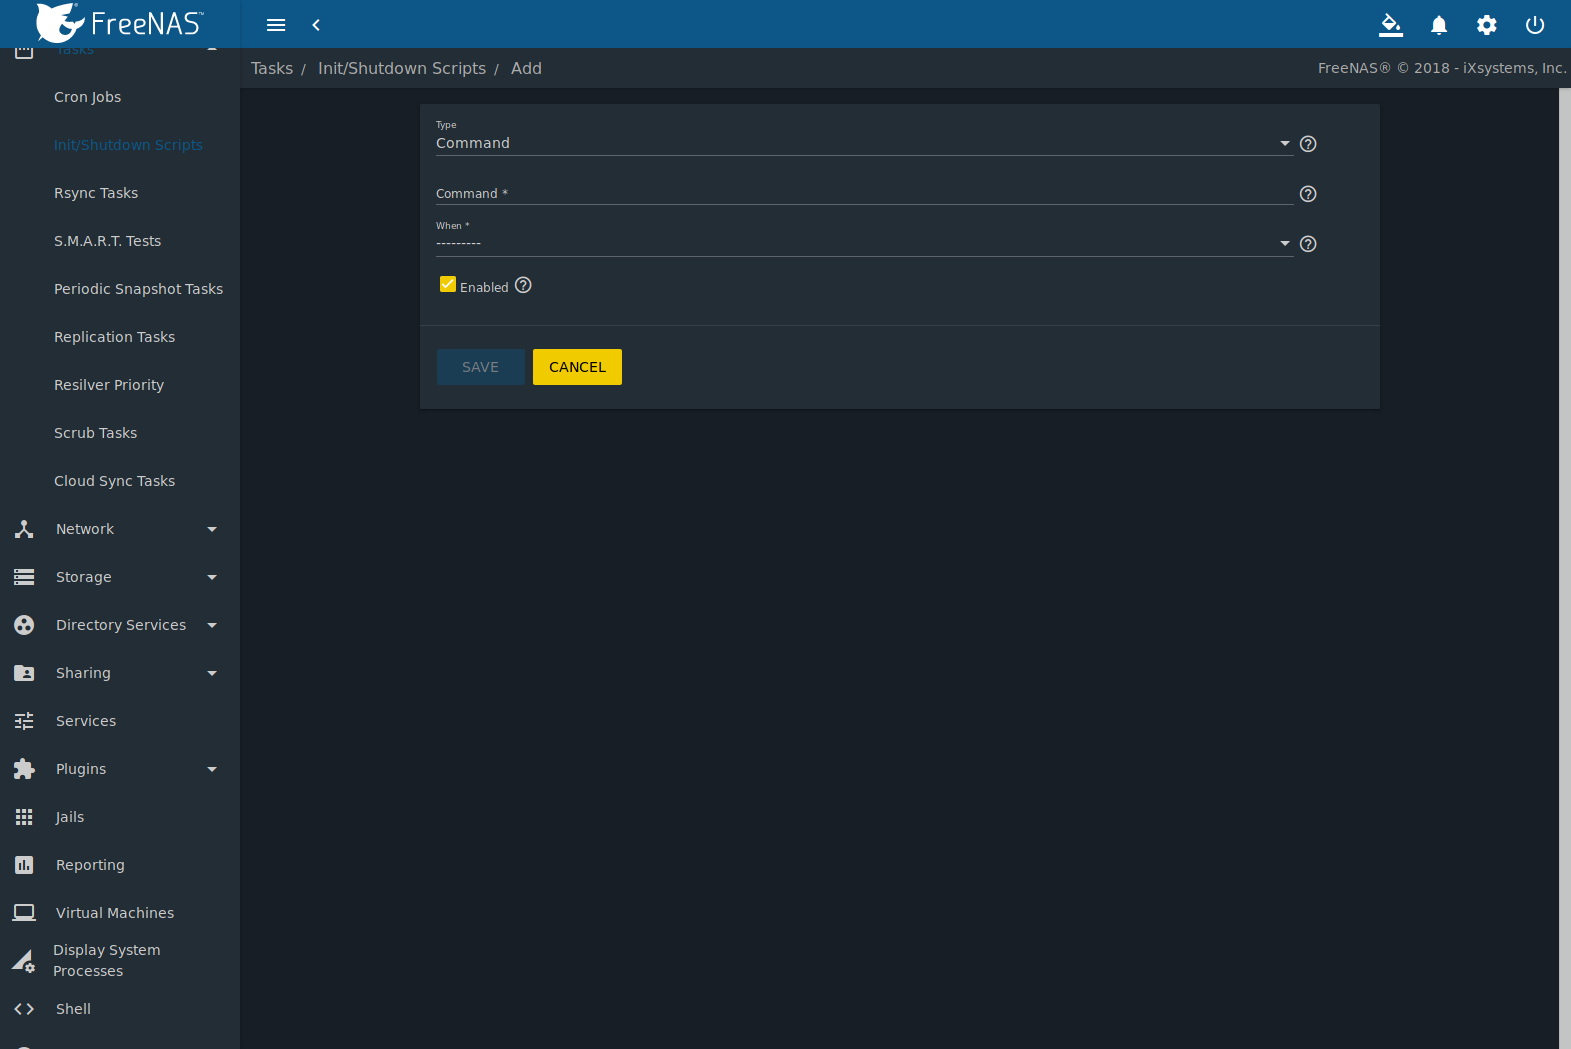 FreeNAS™
Tasks
Cron Jobs
Init/Shutdown Scripts
Rsync Tasks
S.M.A.R.T. Tests
Periodic Snapshot Tasks
Replication Tasks
Resilver Priority
Scrub Tasks
Cloud Sync Tasks
Network
Storage
Directory Services
Sharing
Services
Plugins
Jails
Reporting
Virtual Machines
Display System
Processes
Shell
Tasks / Init/Shutdown Scripts / Add
FreeNAS® © 2018 - iXsystems, Inc.
Type
Command
Command *
When *
---------
Enabled
SAVE CANCEL